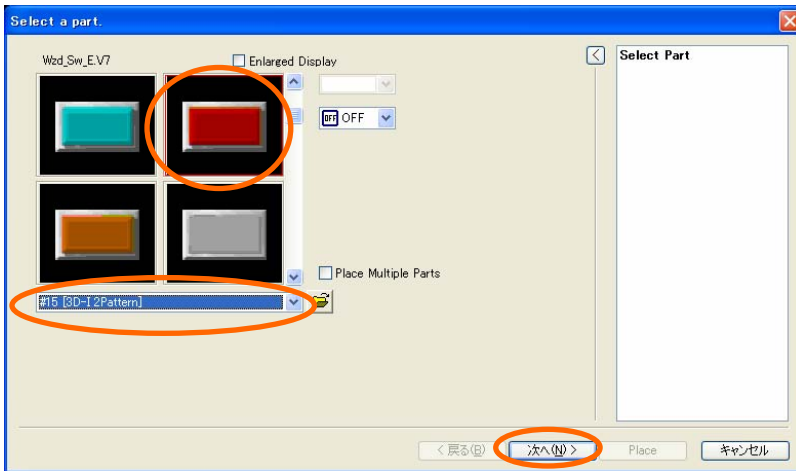 Select a part.
Wzd_Sw_E.V7
Enlarged Display
Select Part
OFF OFF
Place Multiple Parts
#15 [3D-I 2Pattern]
< 戻る(B)
次へ(N) >
Place
キャンセル